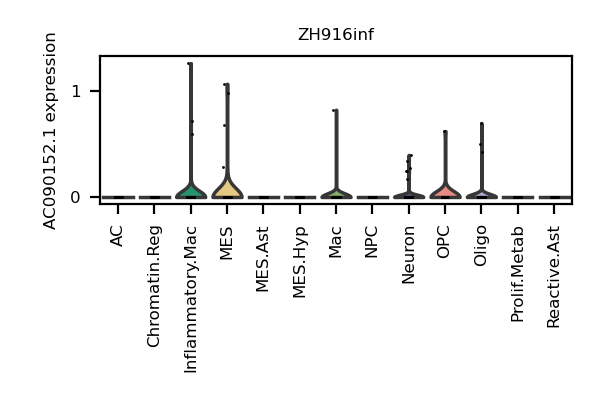 ZH916inf
AC090152.1 expression
1
0
AC
Chromatin.Reg
Inflammatory.Mac
MES
MES.Ast
MES.Hyp
Mac
NPC
Neuron
OPC
Oligo
Prolif.Metab
Reactive.Ast